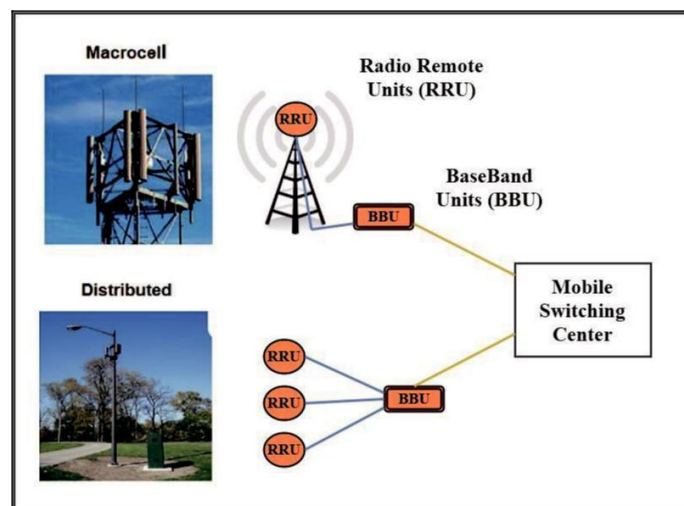 Macrocell
Radio Remote
Units (RRU)
RRU
BaseBand
Units (BBU)
BBU
Mobile
Switching
Center
Distributed
RRU
RRU
BBU
RRU